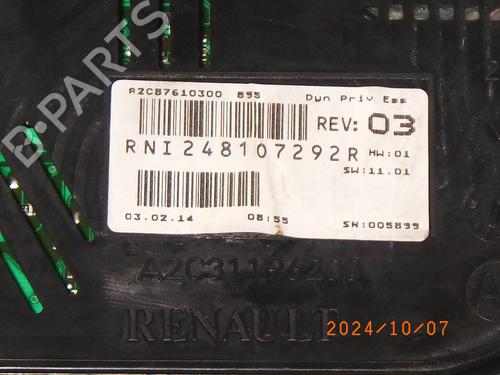 B-PARTS
A2C87610300 B95 Dyn Priv Ess
REV: 03
RNI248107292R HW:01
SW:11.01
03.02.14 08:55 SN:005899
A2C31196200
RENAULT
2024/10/07